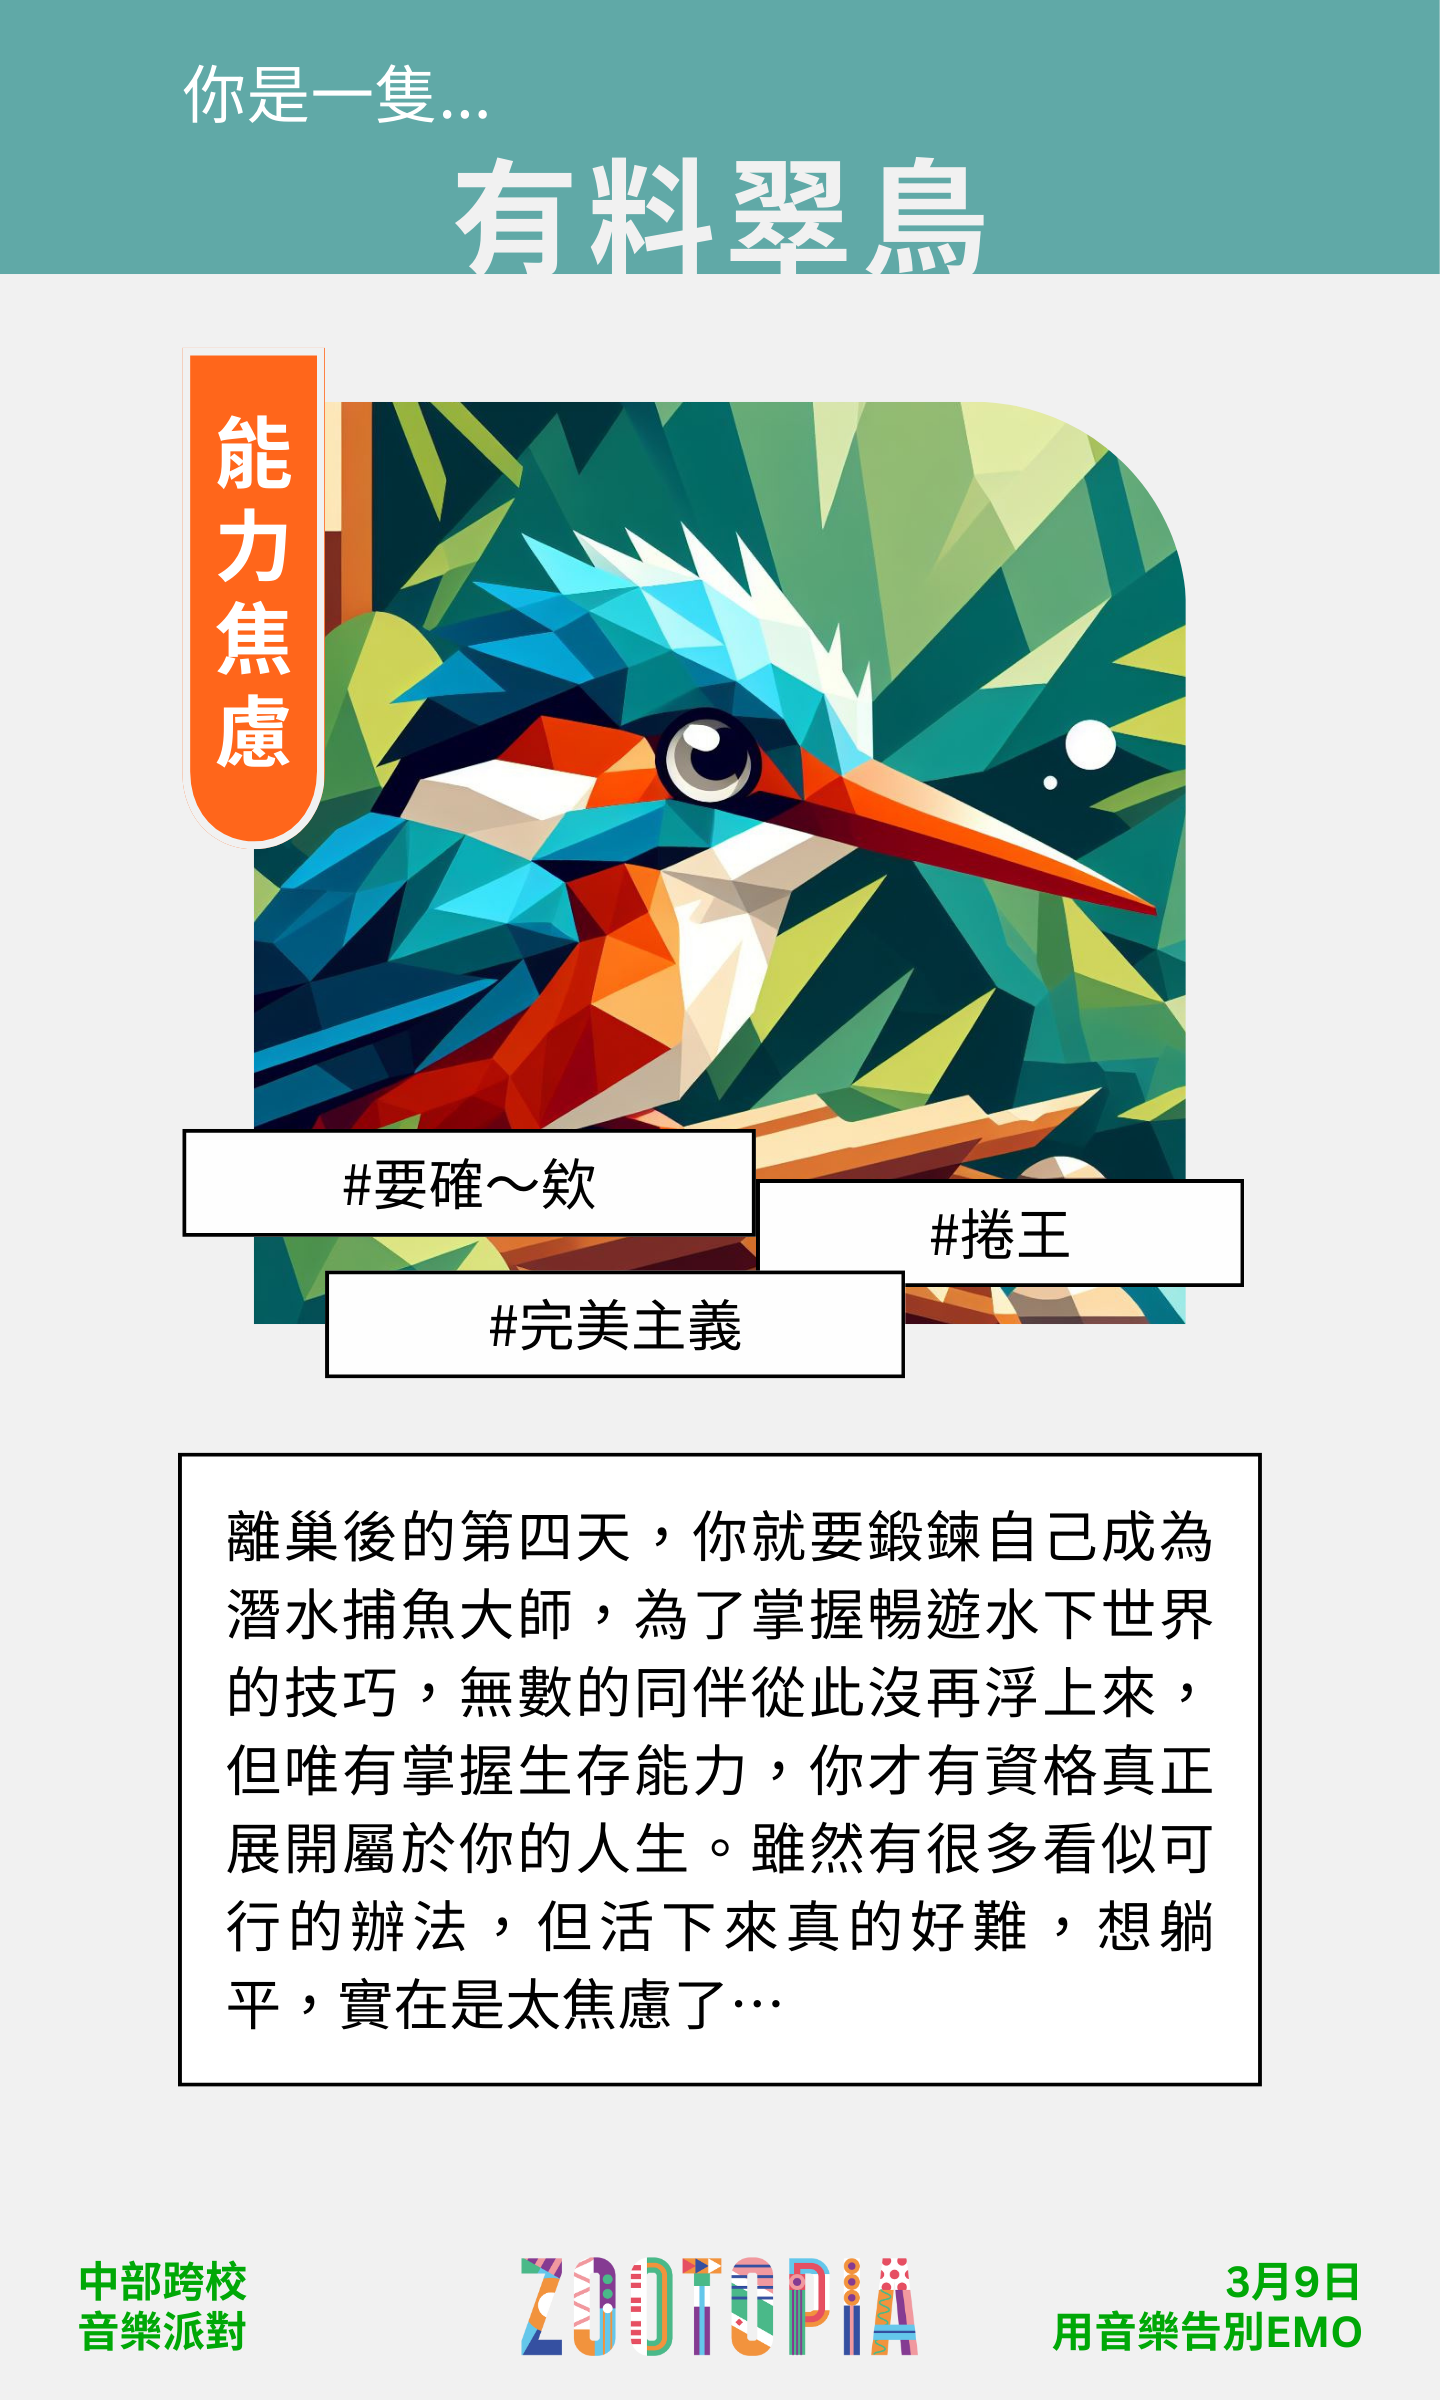 你是一隻...
有料翠鳥
能力焦慮
#要確～欸
#捲王
#完美主義
離巢後的第四天，你就要鍛鍊自己成為
潛水捕魚大師，為了掌握暢遊水下世界
的技巧，無數的同伴從此沒再浮上來，
但唯有掌握生存能力，你才有資格真正
展開屬於你的人生。雖然有很多看似可
行的辦法，但活下來真的好難，想躺
平，實在是太焦慮了…
中部跨校
音樂派對
ZOOTOPIA
3月9日
用音樂告別EMO